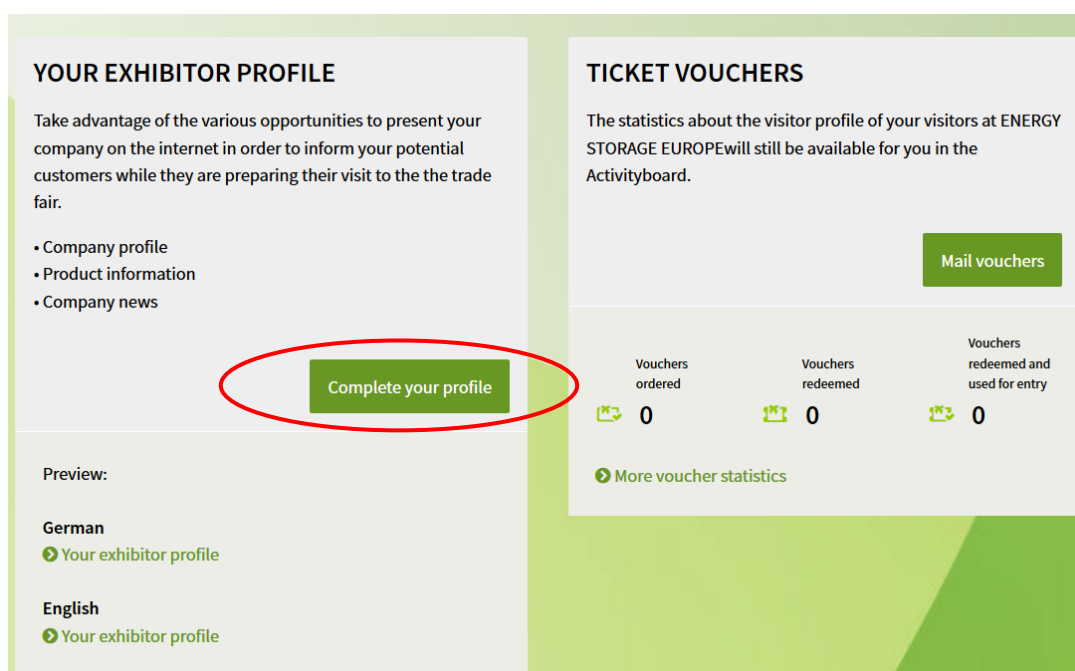 YOUR EXHIBITOR PROFILE
Take advantage of the various opportunities to present your
company on the internet in order to inform your potential
customers while they are preparing their visit to the the trade
fair.
• Company profile
• Product information
• Company news
Complete your profile
Preview:
German
Your exhibitor profile
English
Your exhibitor profile
TICKET VOUCHERS
The statistics about the visitor profile of your visitors at ENERGY
STORAGE EUROPEwill still be available for you in the
Activityboard.
Mail vouchers
Vouchers
ordered
0
Vouchers
redeemed
0
Vouchers
redeemed and
used for entry
0
More voucher statistics